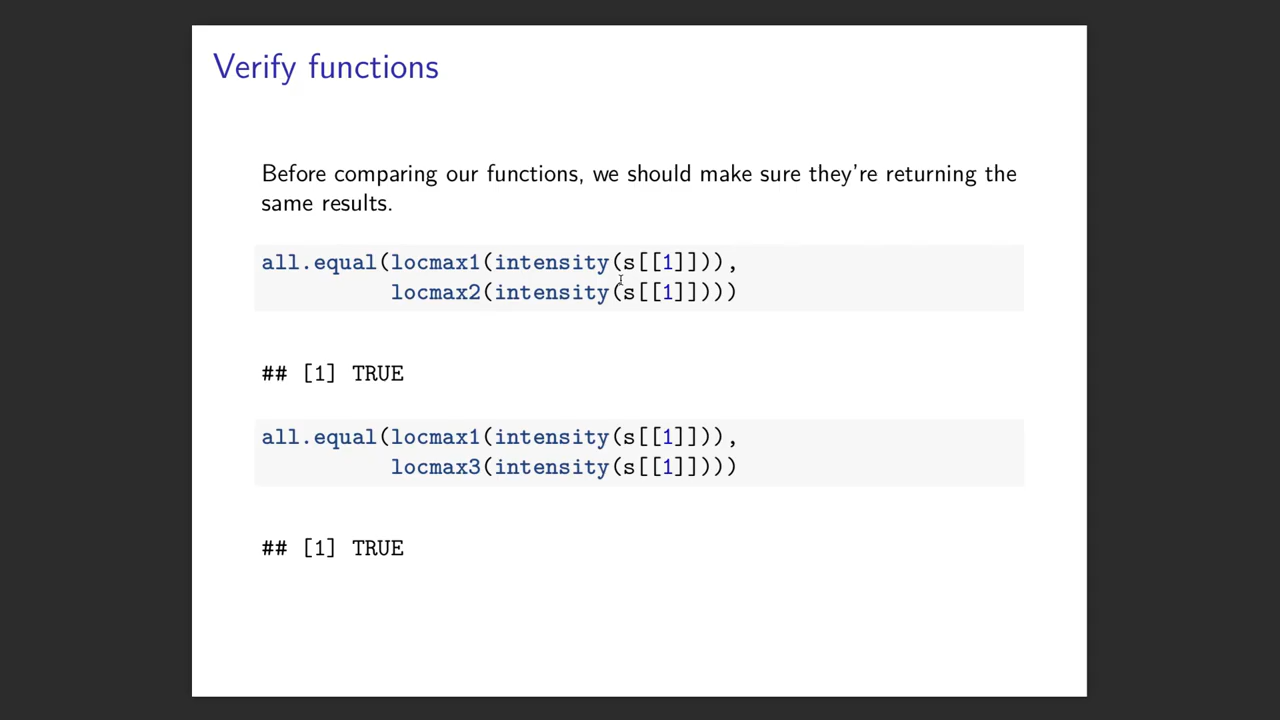 Verify functions
Before comparing our functions, we should make sure they're returning the
same results.
all.equal(locmax1(intensity(s[[1]])),
locmax2(intensity(s[[1]])))
## [1] TRUE
all.equal(locmax1(intensity(s[[1]])),
locmax3(intensity(s[[1]])))
## [1] TRUE